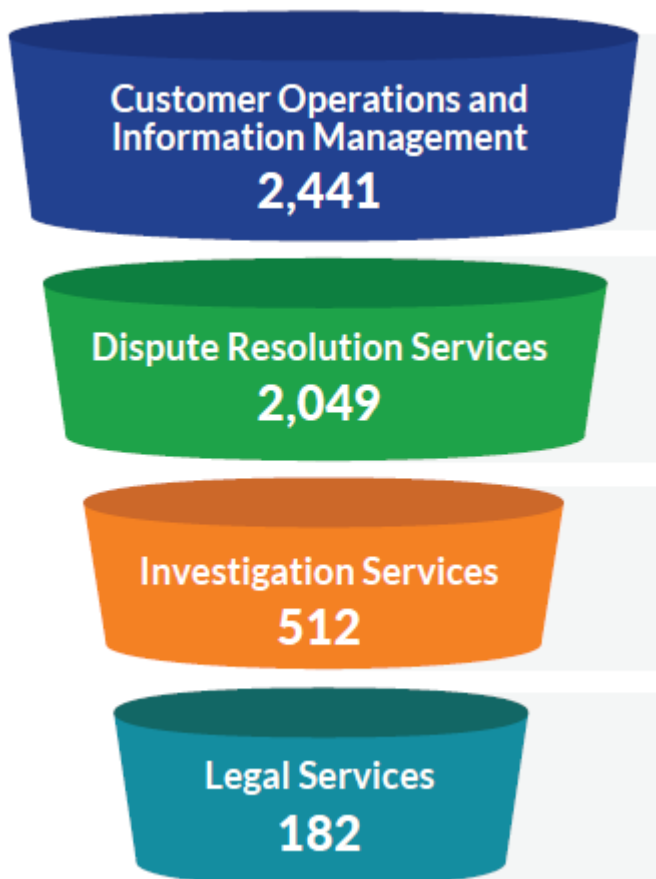 Customer Operations and
Information Management
2,441
Dispute Resolution Services
2,049
Investigation Services
512
Legal Services
182